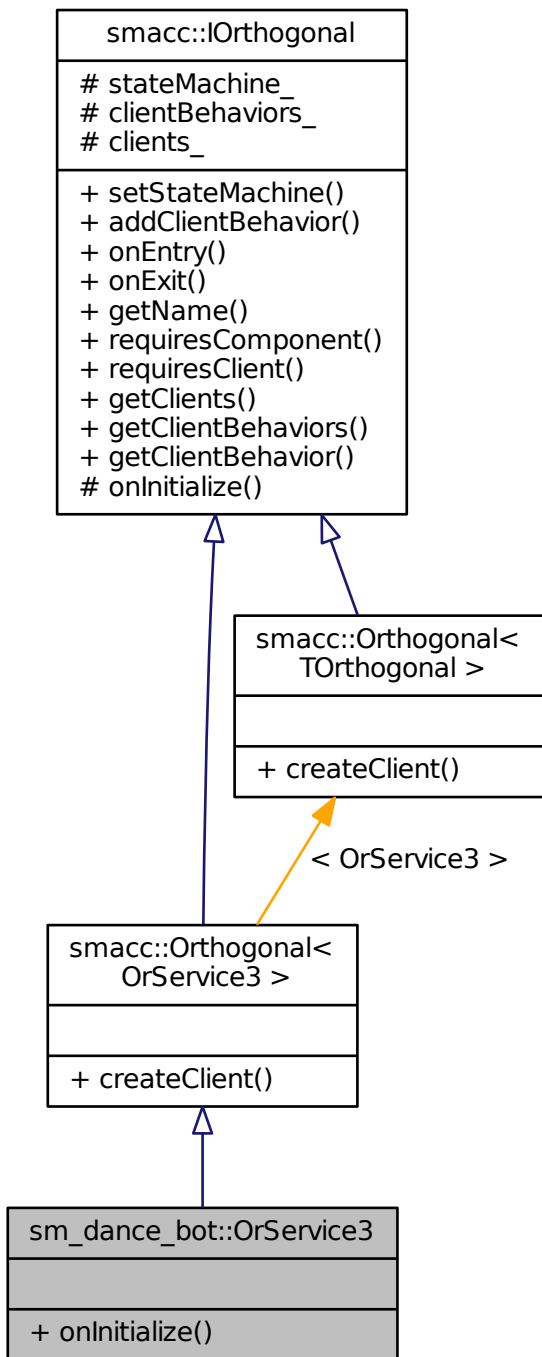 smacc::IOrthogonal
# stateMachine_
# clientBehaviors_
# clients_
+ setStateMachine()
+ addClientBehavior()
+ onEntry()
+ onExit()
+ getName()
+ requiresComponent()
+ requiresClient()
+ getClients()
+ getClientBehaviors()
+ getClientBehavior()
# onInitialize()
smacc::Orthogonal<
TOrthogonal >
+ createClient()
< OrService3 >
smacc::Orthogonal<
OrService3 >
+ createClient()
sm_dance_bot::OrService3
+ onInitialize()